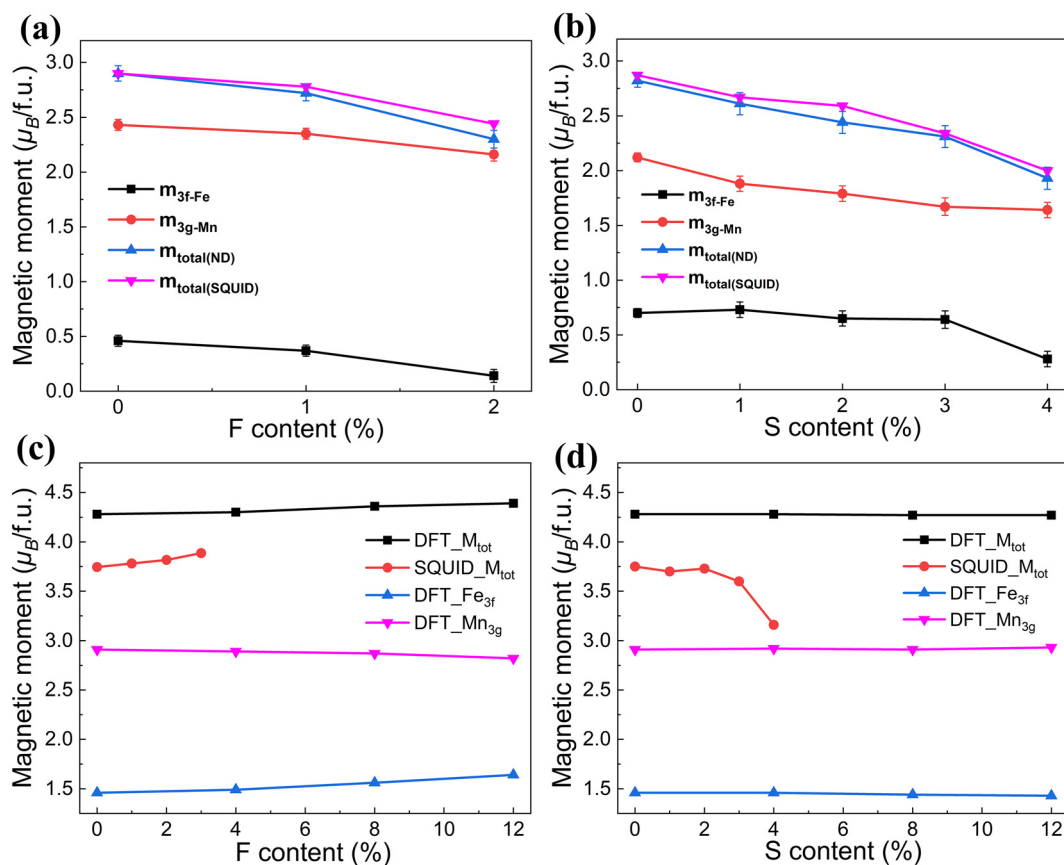 (a)
Magnetic moment (μB/f.u.)
3.0
2.5
2.0
1.5
1.0
0.5
0.0
m3f-Fe
m3g-Mn
mtotal(ND)
mtotal(SQUID)
0 1 2
F content (%)
(b)
Magnetic moment (μB/f.u.)
3.0
2.5
2.0
1.5
1.0
0.5
0.0
m3f-Fe
m3g-Mn
mtotal(ND)
mtotal(SQUID)
0 1 2 3 4
S content (%)
(c)
Magnetic moment (μB/f.u.)
4.5
4.0
3.5
3.0
2.5
2.0
1.5
DFT_Mtot
SQUID_Mtot
DFT_Fe3f
DFT_Mn3g
0 2 4 6 8 10 12
F content (%)
(d)
Magnetic moment (μB/f.u.)
4.5
4.0
3.5
3.0
2.5
2.0
1.5
DFT_Mtot
SQUID_Mtot
DFT_Fe3f
DFT_Mn3g
0 2 4 6 8 10 12
S content (%)